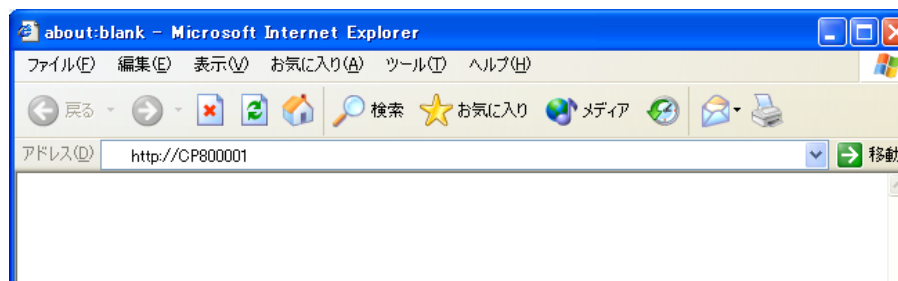 about:blank - Microsoft Internet Explorer
ファイル(F) 編集(E) 表示(V) お気に入り(A) ツール(T) ヘルプ(H)
戻る 検索 お気に入り メディア
アドレス(D) http://CP800001 移動